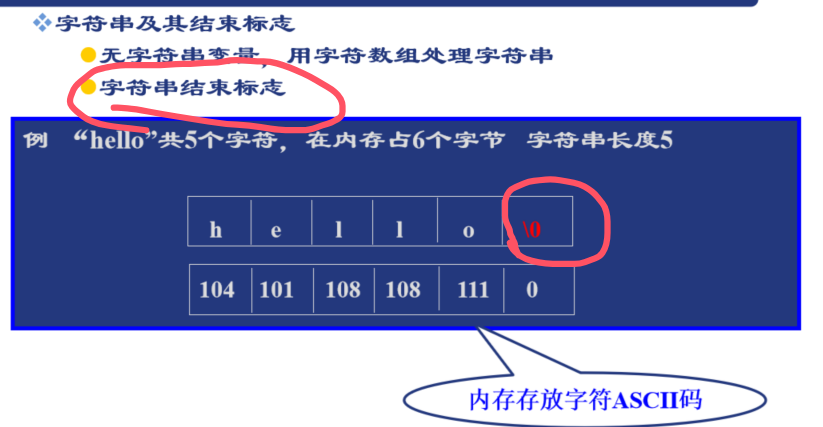 字符串及其结束标志
无字符串变量，用字符数组处理字符串
字符串结束标志
例 “hello”共5个字符，在内存占6个字节 字符串长度5
h e l l o \0
104 101 108 108 111 0
内存存放字符ASCII码